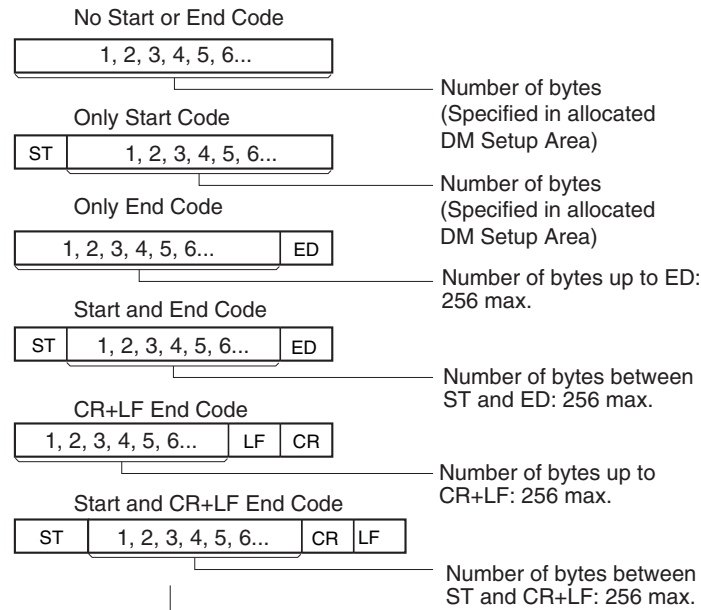 No Start or End Code
1, 2, 3, 4, 5, 6...
Number of bytes
(Specified in allocated
DM Setup Area)
Only Start Code
ST 1, 2, 3, 4, 5, 6...
Number of bytes
(Specified in allocated
DM Setup Area)
Only End Code
1, 2, 3, 4, 5, 6... ED
Number of bytes up to ED:
256 max.
Start and End Code
ST 1, 2, 3, 4, 5, 6... ED
Number of bytes between
ST and ED: 256 max.
CR+LF End Code
1, 2, 3, 4, 5, 6... LF CR
Number of bytes up to
CR+LF: 256 max.
Start and CR+LF End Code
ST 1, 2, 3, 4, 5, 6... CR LF
Number of bytes between
ST and CR+LF: 256 max.